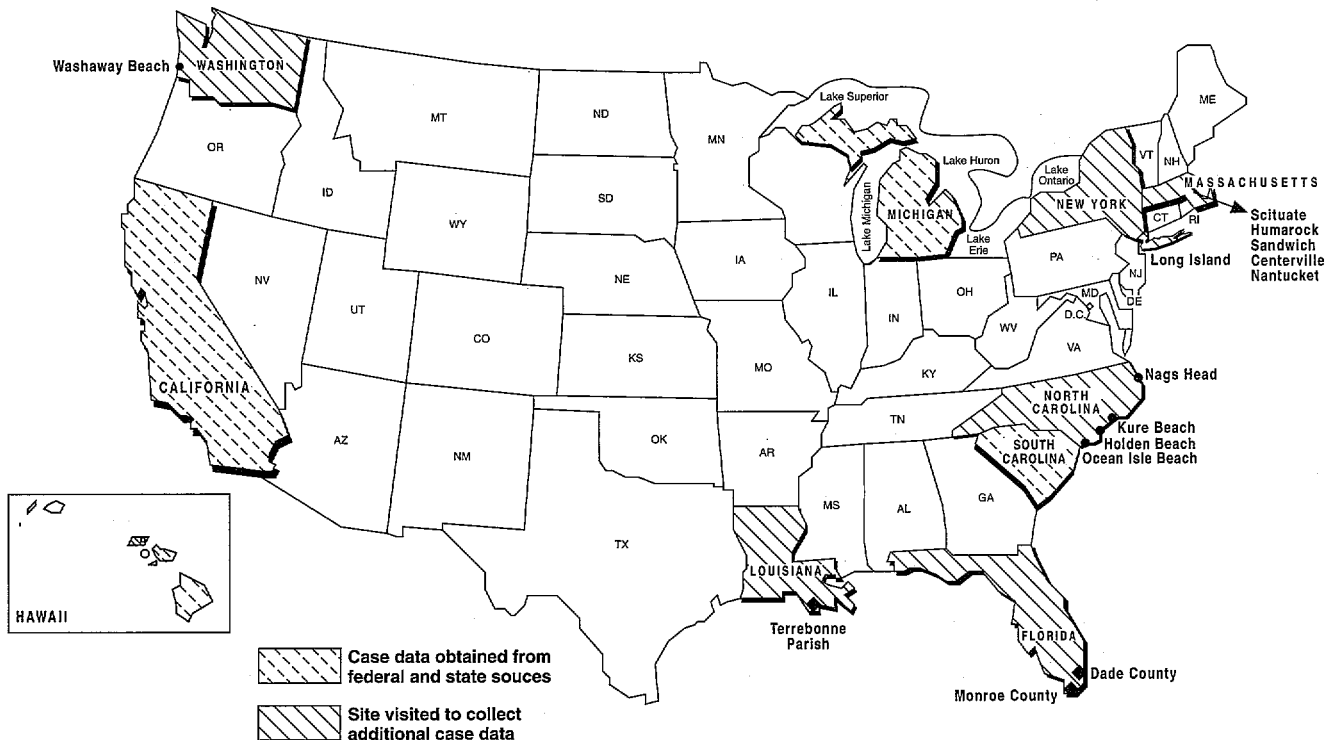 Washaway Beach
WASHINGTON
MT
ND
MN
Lake Superior
ME
OR
ID
SD
WY
Lake Huron
Lake Michigan
MICHIGAN
Lake Ontario
VT
NH
NEW YORK
MASSACHUSETTS
CT
RI
Scituate
Humarock
Sandwich
Centerville
Nantucket
Lake Erie
Long Island
PA
NJ
NV
UT
CO
NE
IA
IL
IN
OH
MD
DE
D.C.
WV
VA
KS
MO
KY
CALIFORNIA
Nags Head
NORTH
CAROLINA
TN
Kure Beach
Holden Beach
Ocean Isle Beach
SOUTH
CAROLINA
AZ
NM
OK
AR
MS
AL
GA
TX
LOUISIANA
Terrebonne
Parish
FLORIDA
Dade County
Monroe County
HAWAII
Case data obtained from
federal and state souces
Site visited to collect
additional case data